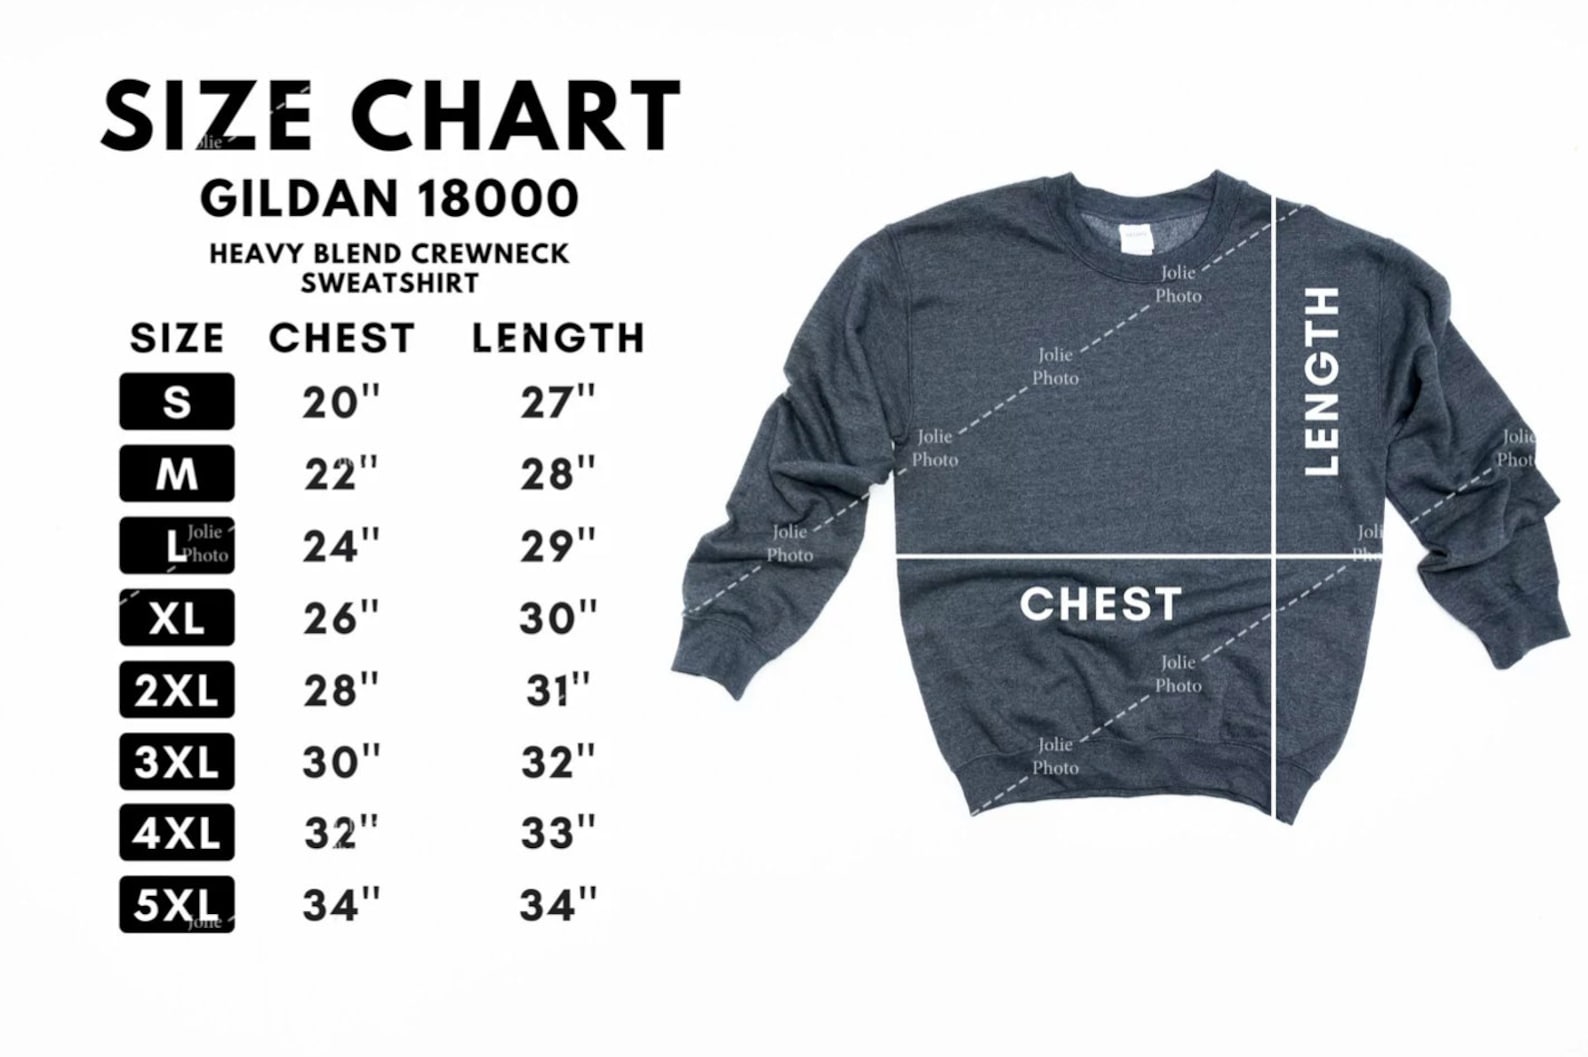 SIZE CHART
GILDAN 18000
HEAVY BLEND CREWNECK
SWEATSHIRT
SIZE CHEST LENGTH
S 20" 27"
M 22" 28"
L 24" 29"
XL 26" 30"
2XL 28" 31"
3XL 30" 32"
4XL 32" 33"
5XL 34" 34"
LENGTH
CHEST
Jolie
Photo
Jolie
Photo
Jolie
Photo
Jolie
Photo
Jolie
Photo
Jolie
Photo
Jolie
Photo
Jolie
Photo
Jolie